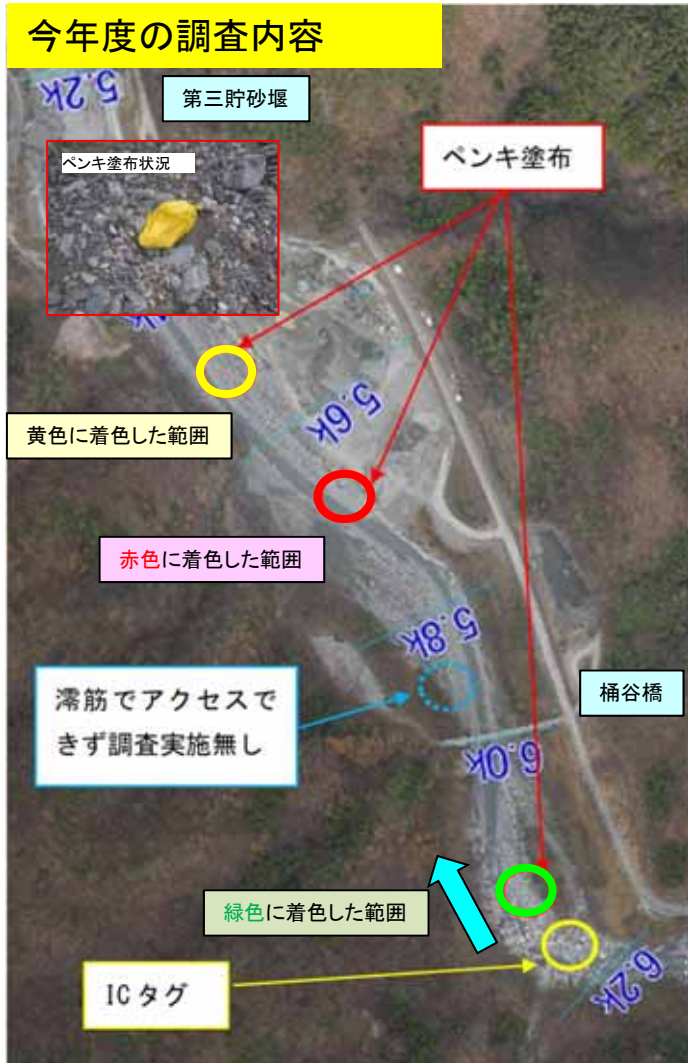 今年度の調査内容
5.2k
第三貯砂堰
ペンキ塗布状況
ペンキ塗布
黄色に着色した範囲
5.6k
赤色に着色した範囲
5.8k
澪筋でアクセスで
きず調査実施無し
桶谷橋
6.0k
緑色に着色した範囲
ICタグ
6.2k